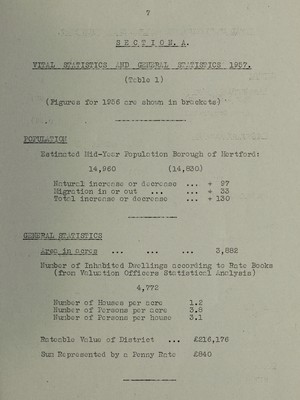 7
S E C T I O N. A.
VITAL STATISTICS AND GENERAL STATISTICS 1957.
(Table 1)
(Figures for 1956 are shown in brackets)
POPULATION
Estimated Mid-Year Population Borough of Hertford:
14,960 (14,830)
Natural increase or decrease ... + 97
Migration in or out ... ... + 33
Total increase or decrease ... + 130
GENERAL STATISTICS
Area in acres ... ... ... 3,882
Number of Inhabited Dwellings according to Rate Books
(from Valuation Officers Statistical Analysis)
4,772
Number of Houses per acre 1.2
Number of Persons per acre 3.8
Number of Persons per house 3.1
Rateable Value of District ... £216,176
Sum Represented by a Penny Rate £840